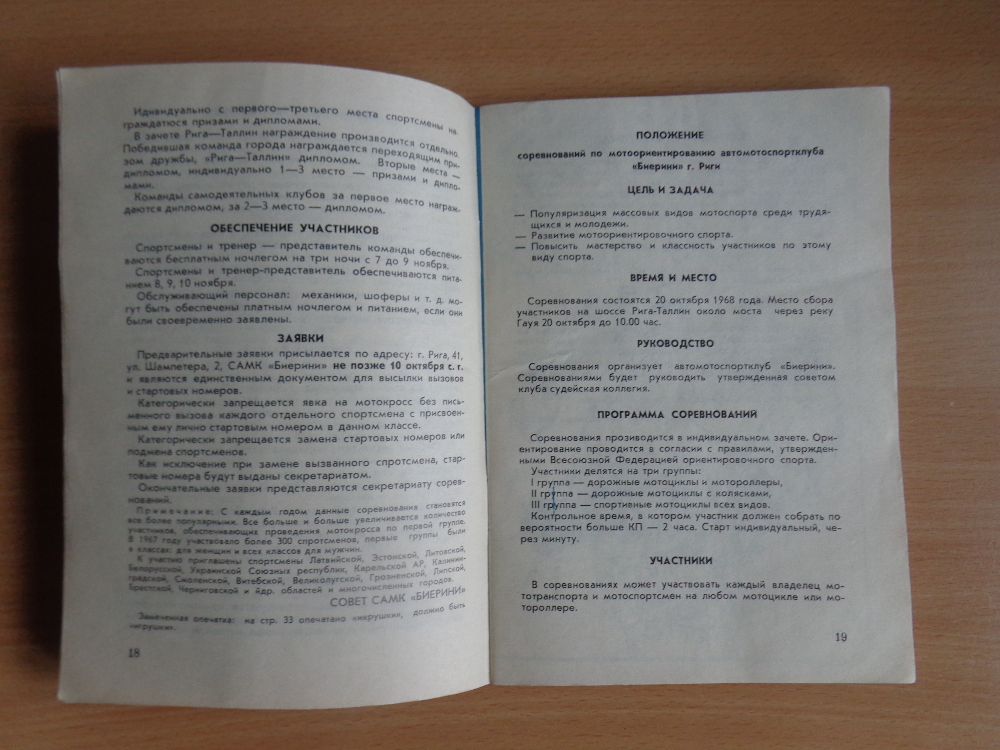 Идивидуально с первого—третьего места спортсмены на-
граждатюся призами и дипломами.
В зачете Рига—Таллин награждение производится отдельно.
Победившая команда города награждается переходящим при-
зом дружбы, «Рига—Таллин» дипломом. Вторые места —
дипломом, индивидуально 1—3 место — призами и дипло-
мами.
Команды самодеятельных клубов за первое место награж-
даются дипломом, за 2—3 место — дипломом.
ОБЕСПЕЧЕНИЕ УЧАСТНИКОВ
Спортсмены и тренер — представитель команды обеспечи-
ваются бесплатным ночлегом на три ночи с 7 до 9 ноября.
Спортсмены и тренер-представитель обеспечиваются пита-
нием 8, 9, 10 ноября.
Обслуживающий персонал: механики, шоферы и т. д. мо-
гут быть обеспечены платным ночлегом и питанием, если они
были своевременно заявлены.
ЗАЯВКИ
Предварительные заявки присылается по адресу: г. Рига, 41,
ул. Шампетера, 2, САМК «Биерини» не позже 10 октября с. г.
и являются единственным документом для высылки вызовов
и стартовых номеров.
Категорически запрещается явка на мотокросс без пись-
менного вызова каждого отдельного спортсмена с присвоен-
ным ему лично стартовым номером в данном классе.
Категорически запрещается замена стартовых номеров или
подмена спортсменов.
Как исключение при замене вызванного спротсмена, стар-
товые номера будут выданы секретариатом.
Окончательные заявки представляются секретариату сорев-
нований.
Примечание: С каждым годом данные соревнования становятся
все более популярными. Все больше и больше увеличивается количество
участников, обеспечивающих проведения мотокросса по первой группе.
В 1967 году участвовало более 300 спротсменов, первые группы были
в классах: для женщин и всех классов для мужчин.
К участию приглашены спортсмены Латвийской, Эстонской, Литовской,
Белорусской, Украинской Союзных республик, Карельской АР, Калинин-
градской, Смоленской, Витебской, Великолутской, Грозненской, Липской,
Брестской, Черниговской и йдр. областей и многочисленных городов.
СОВЕТ САМК «БИЕРИНИ»
Замеченная опечатка: на стр. 33 опечатано «икрушки», должно быть
«игрушки».
18
ПОЛОЖЕНИЕ
соревнований по мотоориентированию автомотоспортклуба
«Биерини» г. Риги
ЦЕЛЬ И ЗАДАЧА
— Популяризация массовых видов мотоспорта среди трудя-
щихся и молодежи.
— Развитие мотоориентировочного спорта.
— Повысить мастерство и классность участников по этому
виду спорта.
ВРЕМЯ И МЕСТО
Соревнования состоятся 20 октября 1968 года. Место сбора
участников на шоссе Рига-Таллин около моста через реку
Гауя 20 октября до 10.00 час.
РУКОВОДСТВО
Соревнования организует автомотоспортклуб «Биерини».
Соревнованиями будет руководить утвержденная советом
клуба судейская коллегия.
ПРОГРАММА СОРЕВНОВАНИЙ
Соревнования прозиводится в индивидуальном зачете. Ори-
ентирование проводится в согласии с правилами, утвержден-
ными Всесоюзной Федерацией ориентировочного спорта.
Участники делятся на три группы:
I группа — дорожные мотоциклы и мотороллеры,
II группа — дорожные мотоциклы с колясками,
III группа — спортивные мотоциклы всех видов.
Контрольное время, в котором участник должен собрать по
вероятности больше КП — 2 часа. Старт индивидуальный, че-
рез минуту.
УЧАСТНИКИ
В соревнованиях может участвовать каждый владелец мо-
тотранспорта и мотоспортсмен на любом мотоцикле или мо-
тороллере.
19